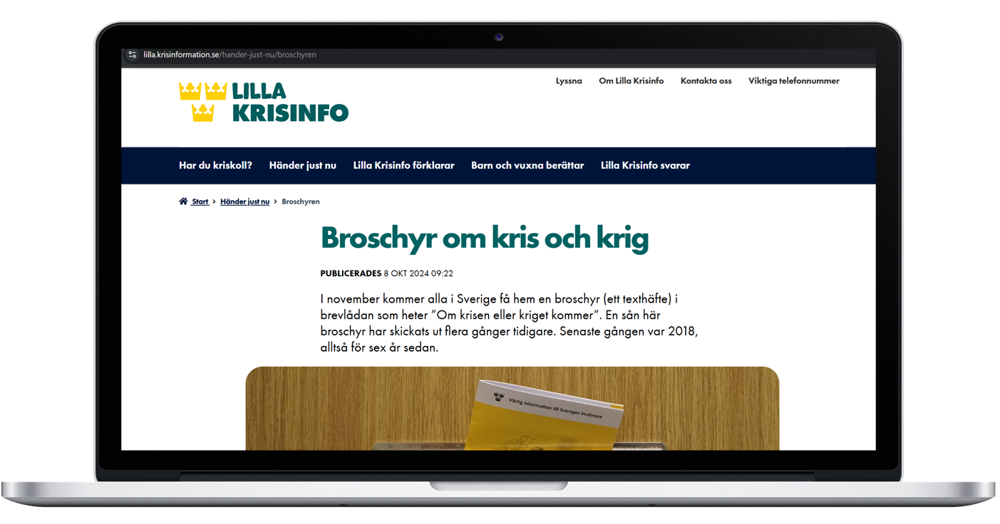 lilla.krisinformation.se/hander-just-nu/broschyren
LILLA
KRISINFO
Lyssna Om Lilla Krisinfo Kontakta oss Viktiga telefonnummer
Har du kriskoll? Händer just nu Lilla Krisinfo förklarar Barn och vuxna berättar Lilla Krisinfo svarar
Start > Händer just nu > Broschyren
Broschyr om kris och krig
PUBLICERADES 8 OKT 2024 09:22
I november kommer alla i Sverige få hem en broschyr (ett texthäfte) i
brevlådan som heter ”Om krisen eller kriget kommer”. En sån här
broschyr har skickats ut flera gånger tidigare. Senaste gången var 2018,
alltså för sex år sedan.
Viktig information till Sveriges Invånare